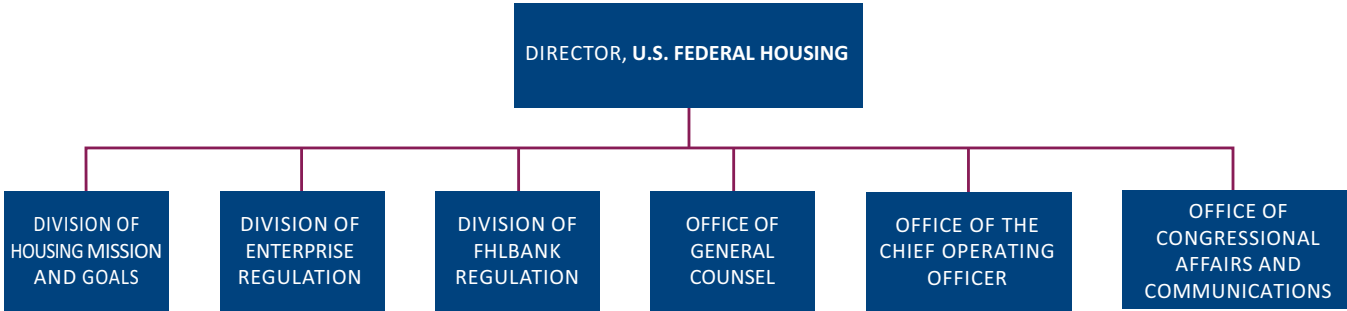 DIRECTOR, U.S. FEDERAL HOUSING
DIVISION OF
HOUSING MISSION
AND GOALS
DIVISION OF
ENTERPRISE
REGULATION
DIVISION OF
FHLBANK
REGULATION
OFFICE OF
GENERAL
COUNSEL
OFFICE OF THE
CHIEF OPERATING
OFFICER
OFFICE OF
CONGRESSIONAL
AFFAIRS AND
COMMUNICATIONS